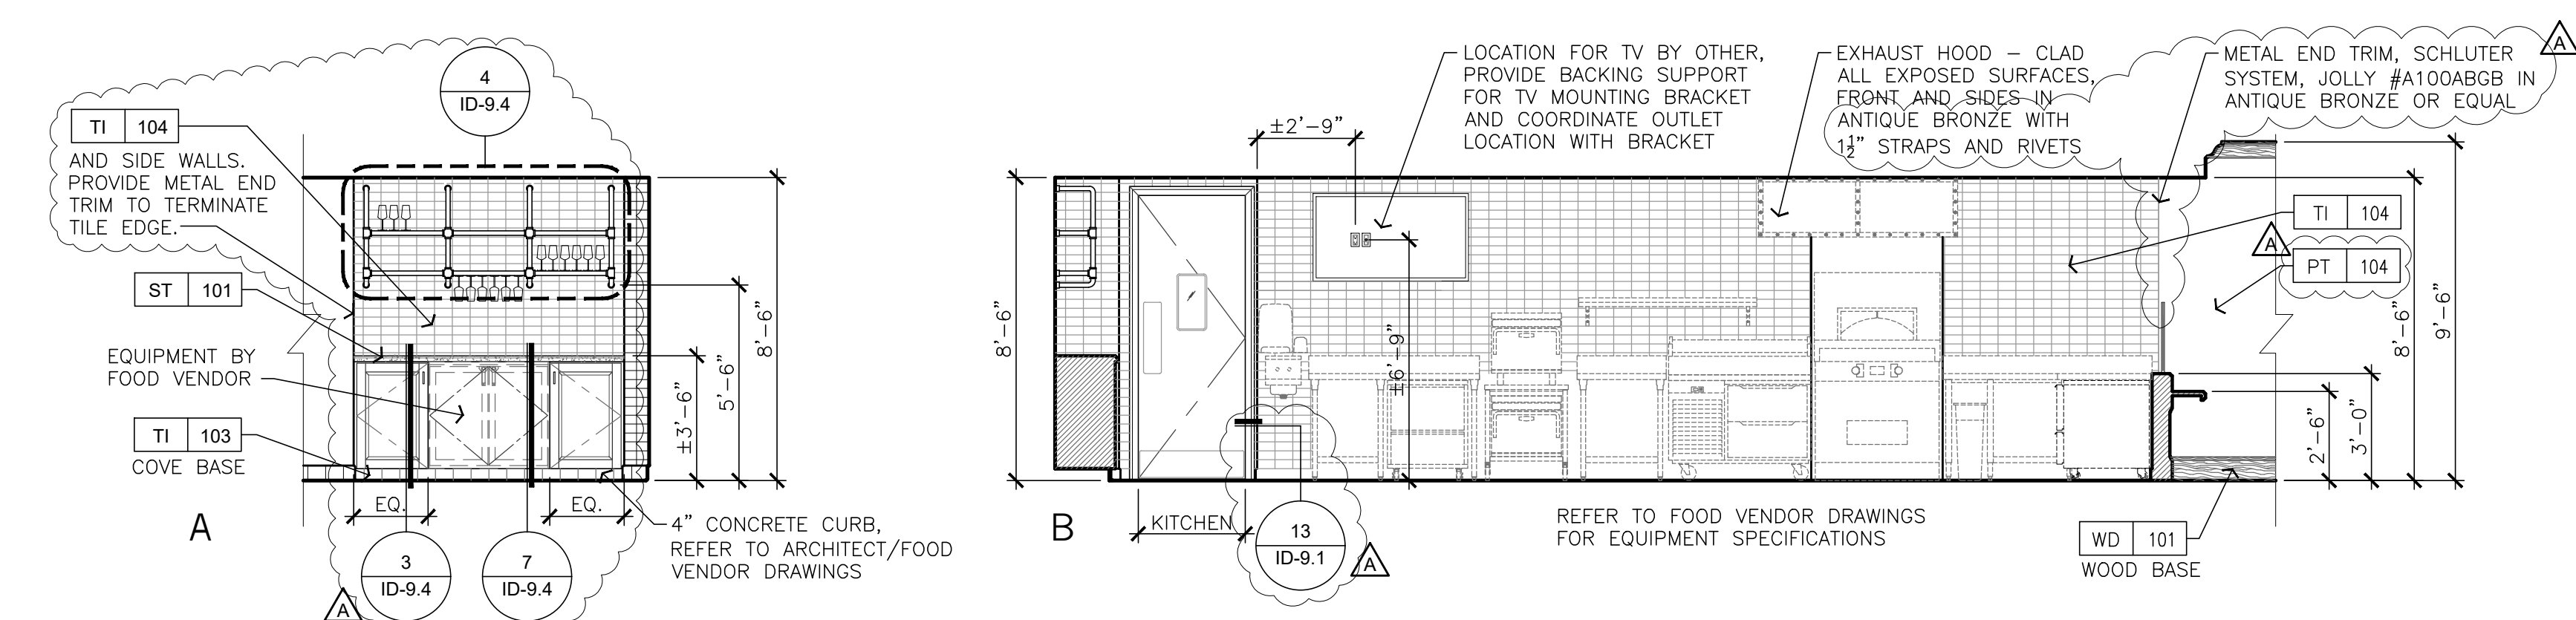 4
ID-9.4
TI 104
AND SIDE WALLS.
PROVIDE METAL END
TRIM TO TERMINATE
TILE EDGE.
ST 101
EQUIPMENT BY
FOOD VENDOR
TI 103
COVE BASE
EQ.
EQ.
±3'-6"
5'-6"
8'-6"
A
3
ID-9.4
7
ID-9.4
A
4" CONCRETE CURB,
REFER TO ARCHITECT/FOOD
VENDOR DRAWINGS
LOCATION FOR TV BY OTHER,
PROVIDE BACKING SUPPORT
FOR TV MOUNTING BRACKET
AND COORDINATE OUTLET
LOCATION WITH BRACKET
±2'-9"
EXHAUST HOOD – CLAD
ALL EXPOSED SURFACES,
FRONT AND SIDES IN
ANTIQUE BRONZE WITH
1½" STRAPS AND RIVETS
METAL END TRIM, SCHLUTER
SYSTEM, JOLLY #A100ABGB IN
ANTIQUE BRONZE OR EQUAL
A
TI 104
A
PT 104
8'-6"
±6'-9"
2'-6"
3'-0"
8'-6"
9'-6"
B
KITCHEN
13
ID-9.1
A
REFER TO FOOD VENDOR DRAWINGS
FOR EQUIPMENT SPECIFICATIONS
WD 101
WOOD BASE